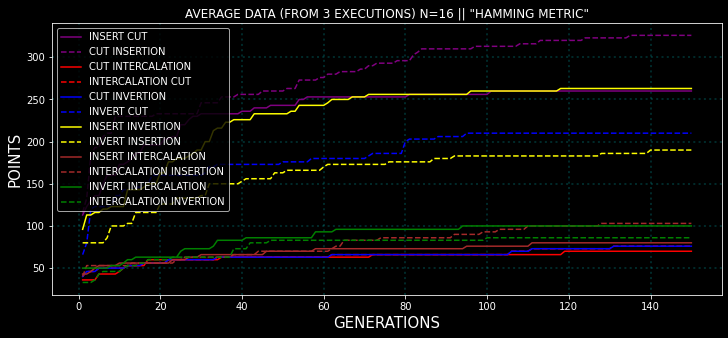 AVERAGE DATA (FROM 3 EXECUTIONS) N=16 || "HAMMING METRIC"
INSERT CUT
CUT INSERTION
CUT INTERCALATION
INTERCALATION CUT
CUT INVERTION
INVERT CUT
INSERT INVERTION
INVERT INSERTION
INSERT INTERCALATION
INTERCALATION INSERTION
INVERT INTERCALATION
INTERCALATION INVERTION
POINTS
300
250
200
150
100
50
0 20 40 60 80 100 120 140
GENERATIONS